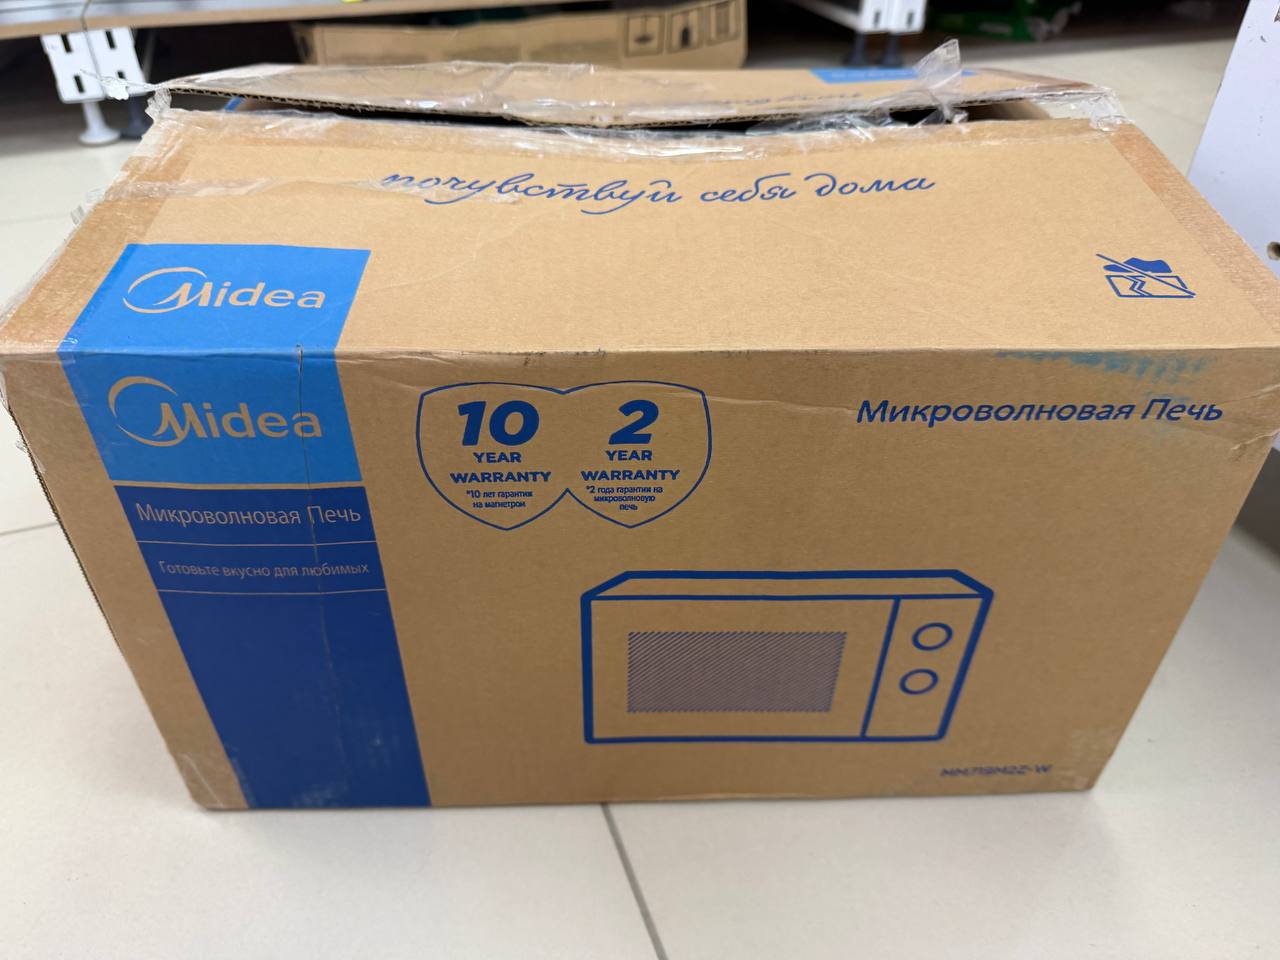 почувствуй себя дома
Midea
Midea
Микроволновая Печь
Готовьте вкусно для любимых
10
YEAR
WARRANTY
*10 лет гарантии
на магнетрон
2
YEAR
WARRANTY
*2 года гарантии на
микроволновую
печь
Микроволновая Печь